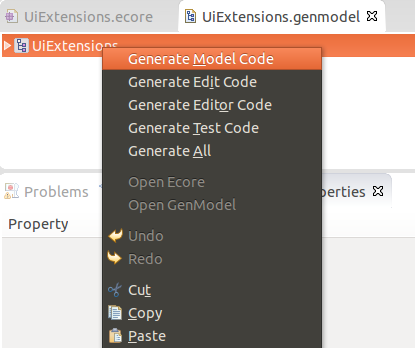 UiExtensions.ecore
UiExtensions.genmodel
UiExtensions
Generate Model Code
Generate Edit Code
Generate Editor Code
Generate Test Code
Generate All
Open Ecore
Open GenModel
Problems
perties
Property
Undo
Redo
Cut
Copy
Paste